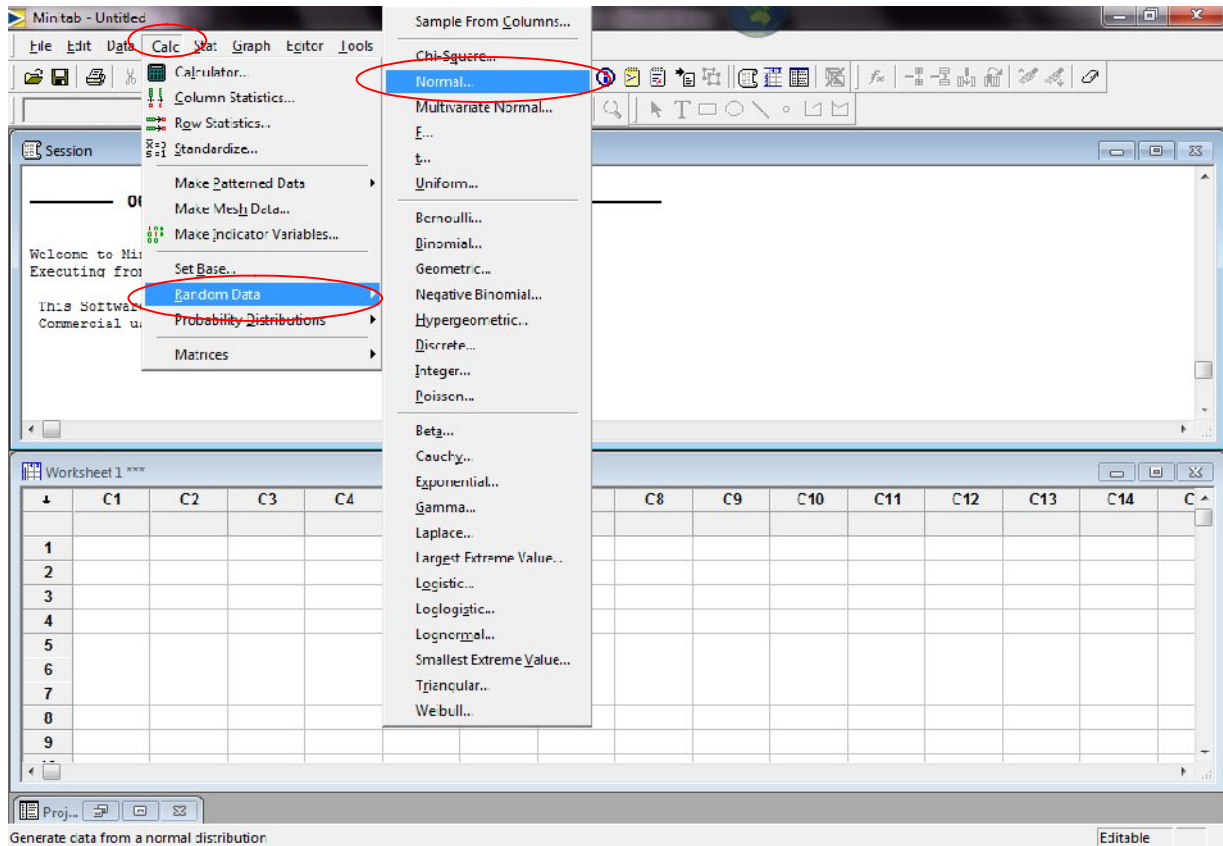 Minitab - Untitled
File Edit Data Calc Stat Graph Editor Tools
Calculator...
Column Statistics...
Row Statistics...
Standardize...
Make Patterned Data
Make Mesh Data...
Make Indicator Variables...
Set Base...
Random Data
Probability Distributions
Matrices
Sample From Columns...
Chi-Square...
Normal...
Multivariate Normal...
F...
t...
Uniform...
Bernoulli...
Binomial...
Geometric...
Negative Binomial...
Hypergeometric...
Discrete...
Integer...
Poisson...
Beta...
Cauchy...
Exponential...
Gamma...
Laplace...
Largest Extreme Value...
Logistic...
Loglogistic...
Lognormal...
Smallest Extreme Value...
Triangular...
Weibull...
Session
Welcome to
Executing
This
Commercial
Worksheet 1 ***
C1 C2 C3 C4 C8 C9 C10 C11 C12 C13 C14
1
2
3
4
5
6
7
8
9
Proj...
Generate data from a normal distribution
Editable